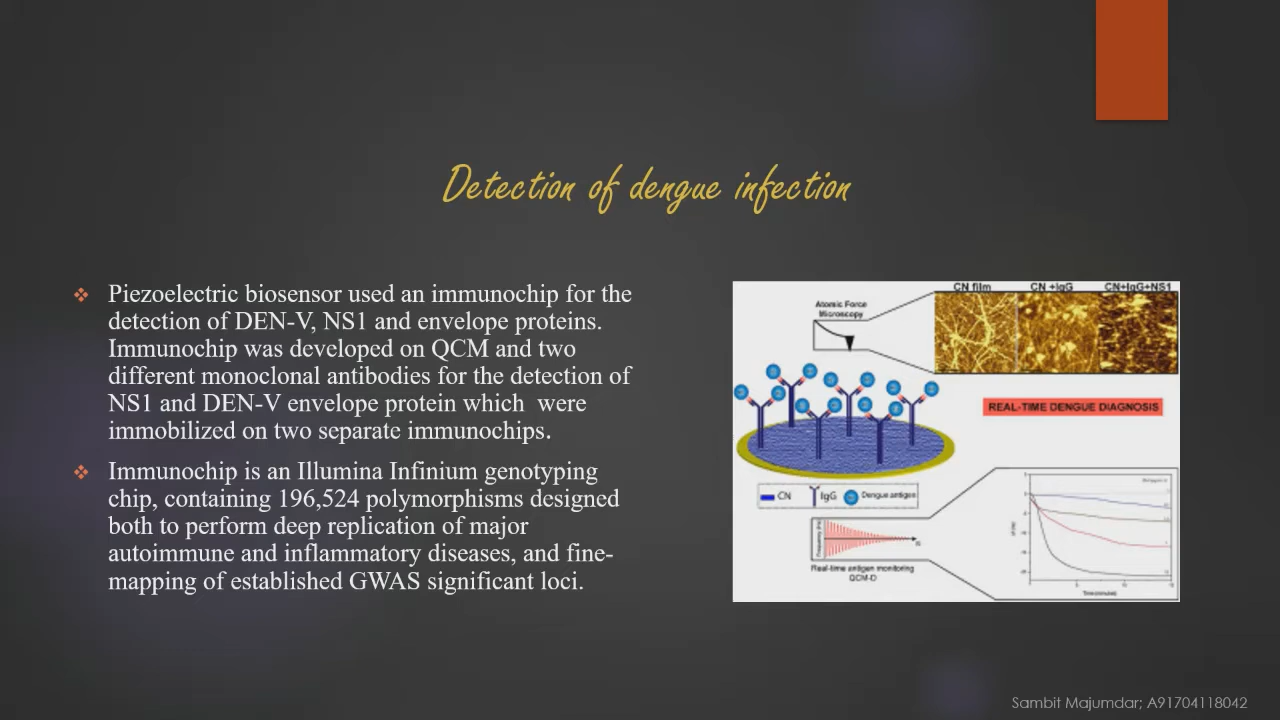 Detection of dengue infection
Piezoelectric biosensor used an immunochip for the
detection of DEN-V, NS1 and envelope proteins.
Immunochip was developed on QCM and two
different monoclonal antibodies for the detection of
NS1 and DEN-V envelope protein which were
immobilized on two separate immunochips.
Immunochip is an Illumina Infinium genotyping
chip, containing 196,524 polymorphisms designed
both to perform deep replication of major
autoimmune and inflammatory diseases, and fine-
mapping of established GWAS significant loci.
CN film CN +IgG CN+IgG+NS1
Atomic Force
Microscopy
REAL-TIME DENGUE DIAGNOSIS
CN IgG Dengue antigen
Frequency (Hz)
Real-time antigen monitoring
QCM-D
Time(minutes)
Sambit Majumdar; A91704118042